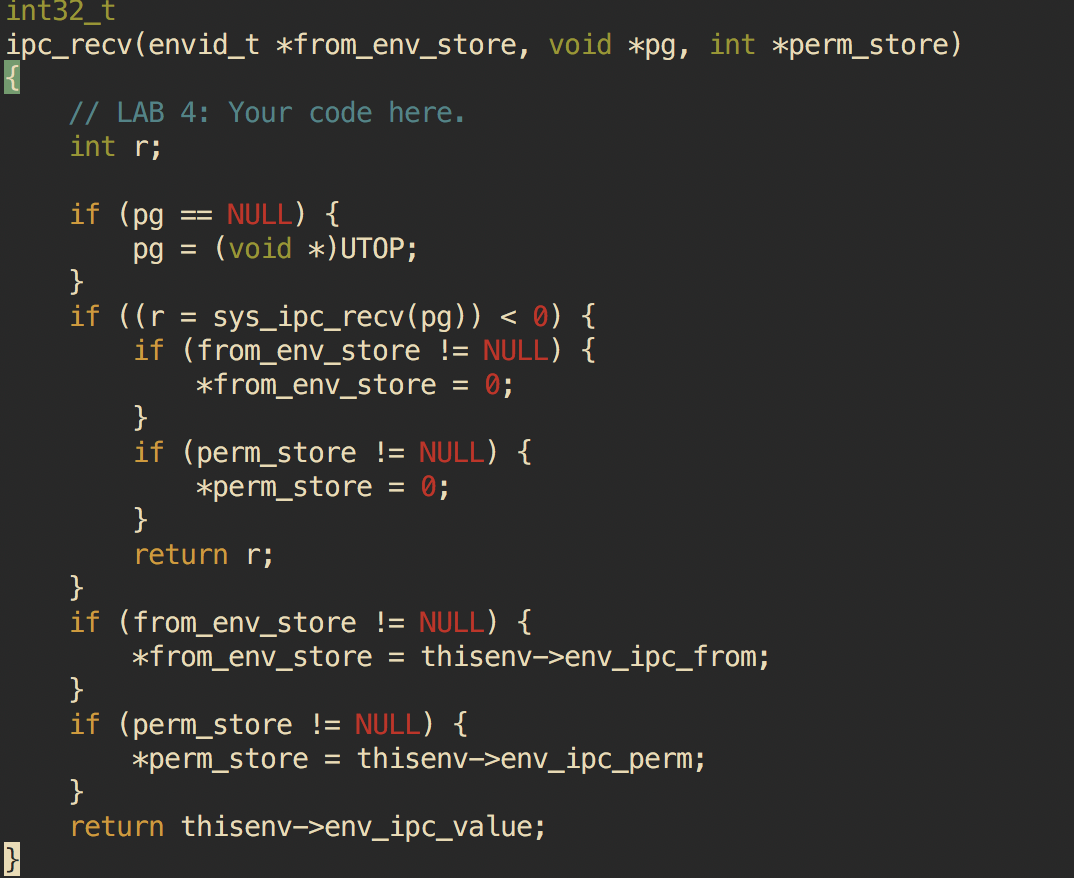 int32_t
ipc_recv(envid_t *from_env_store, void *pg, int *perm_store)
{
    // LAB 4: Your code here.
    int r;

    if (pg == NULL) {
        pg = (void *)UTOP;
    }
    if ((r = sys_ipc_recv(pg)) < 0) {
        if (from_env_store != NULL) {
            *from_env_store = 0;
        }
        if (perm_store != NULL) {
            *perm_store = 0;
        }
        return r;
    }
    if (from_env_store != NULL) {
        *from_env_store = thisenv->env_ipc_from;
    }
    if (perm_store != NULL) {
        *perm_store = thisenv->env_ipc_perm;
    }
    return thisenv->env_ipc_value;
}